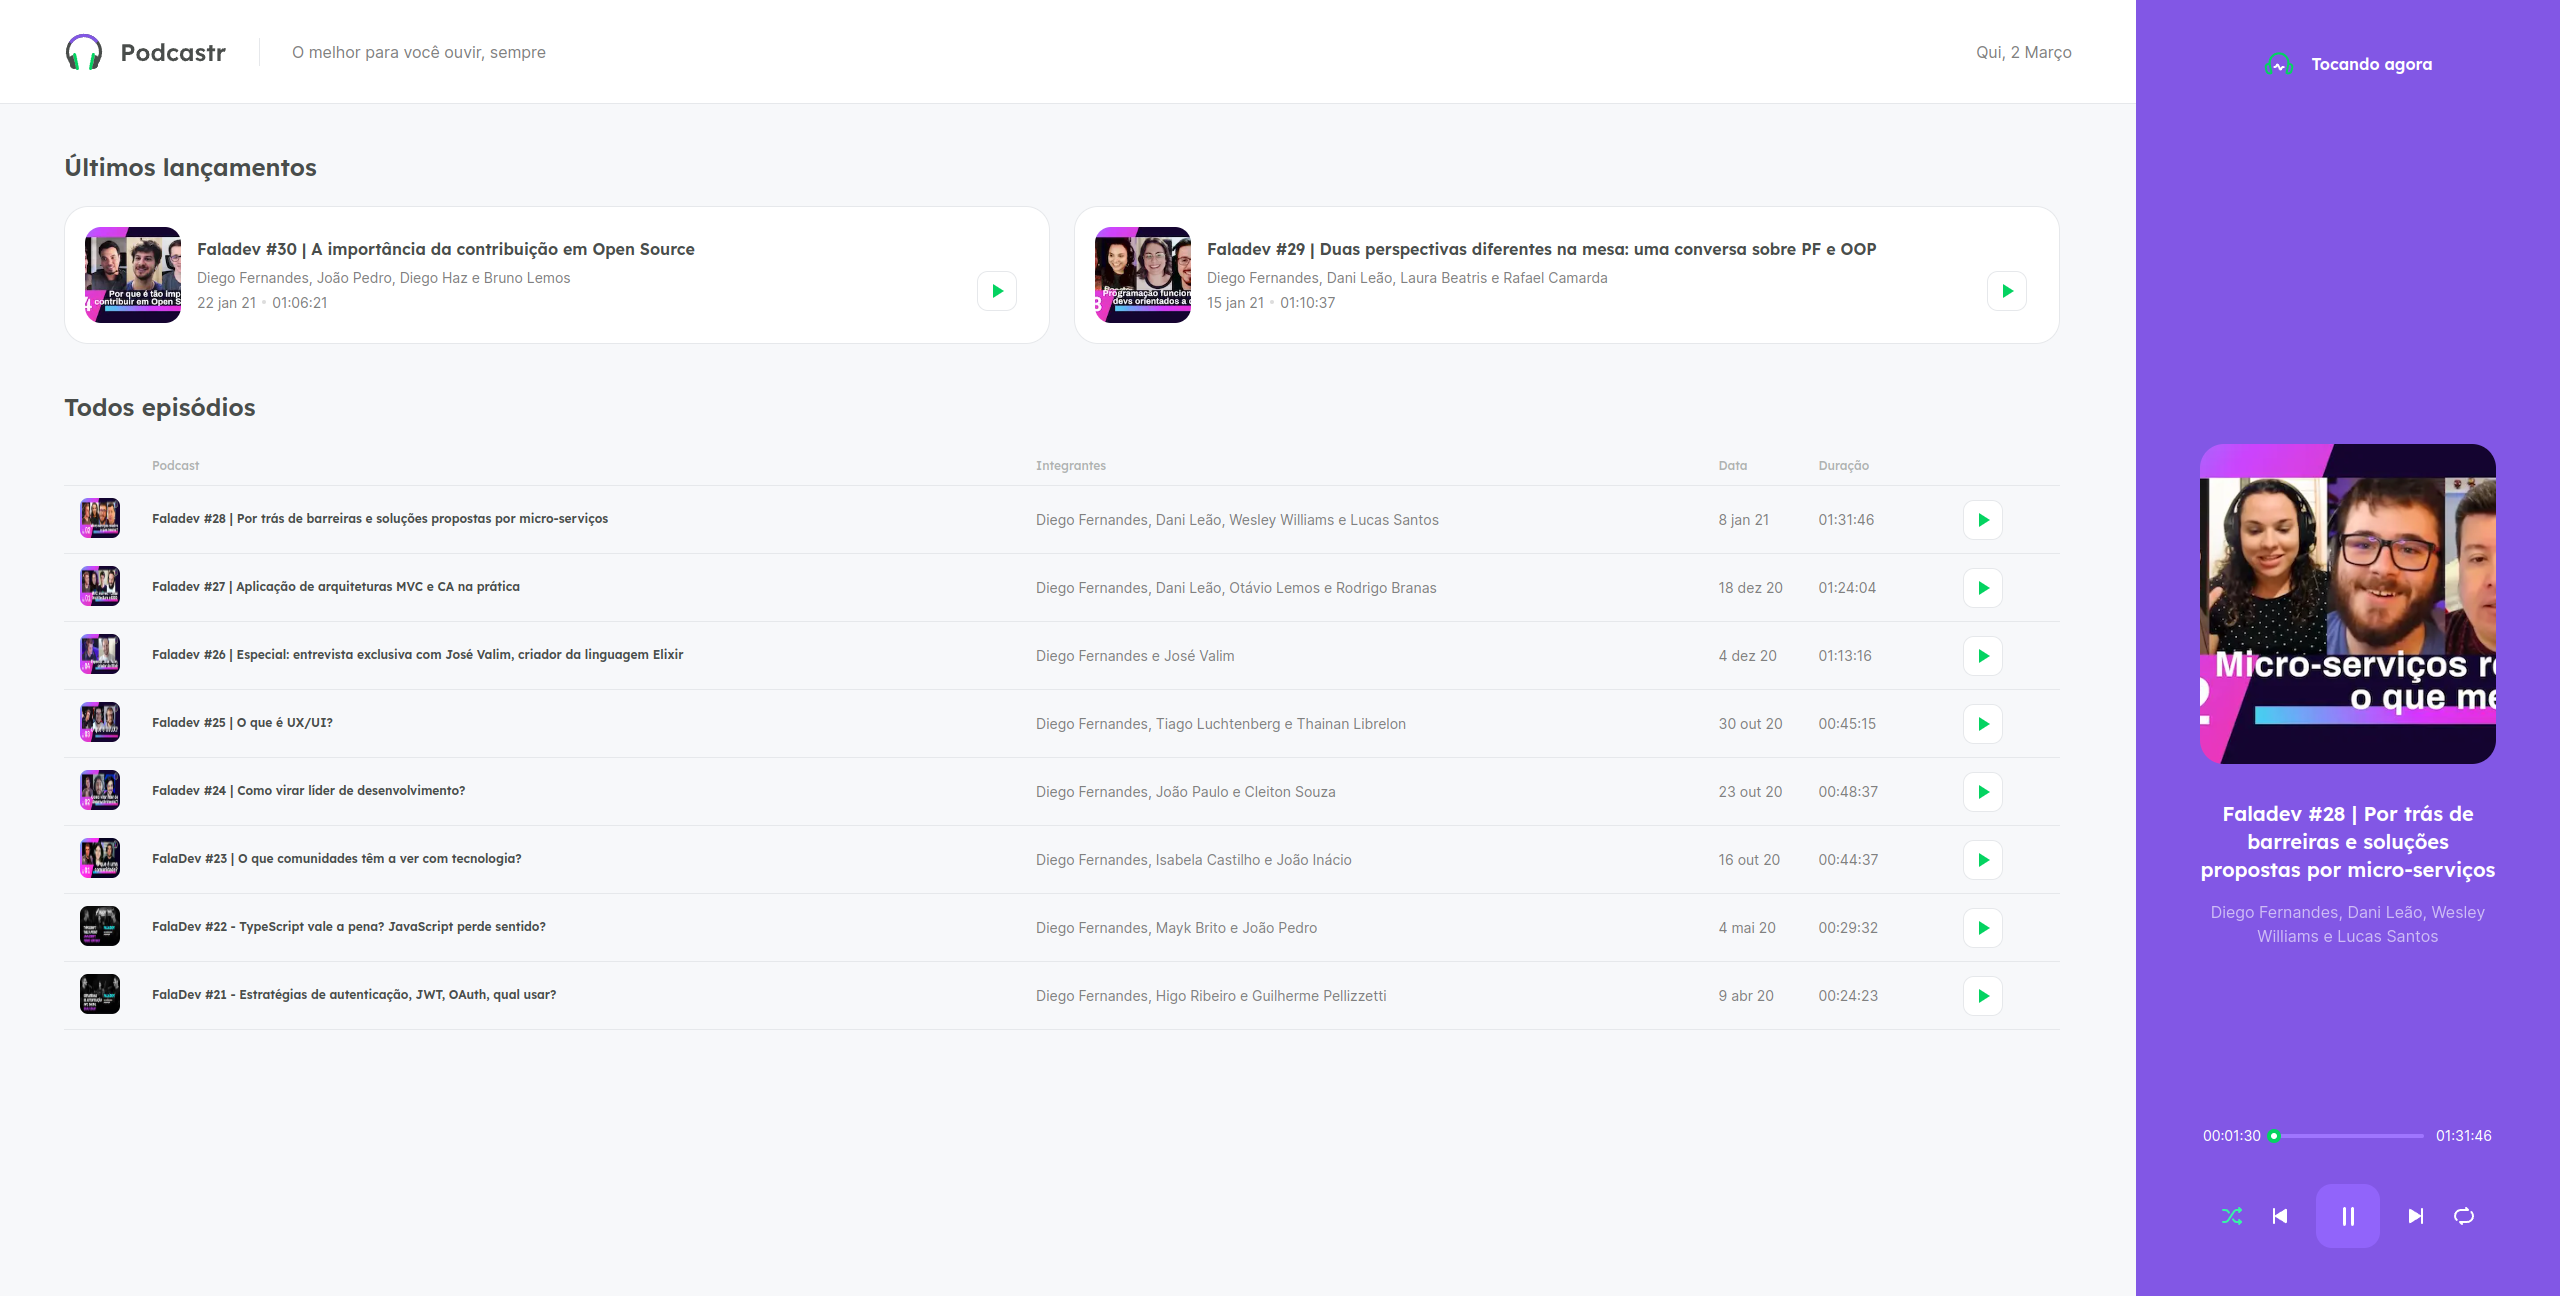 Podcastr
O melhor para você ouvir, sempre
Qui, 2 Março
Últimos lançamentos
Por que é tão imp
contribuir em Open S
Faladev #30 | A importância da contribuição em Open Source
Diego Fernandes, João Pedro, Diego Haz e Bruno Lemos
22 jan 21 • 01:06:21
Programação funcion
devs orientados a
Faladev #29 | Duas perspectivas diferentes na mesa: uma conversa sobre PF e OOP
Diego Fernandes, Dani Leão, Laura Beatris e Rafael Camarda
15 jan 21 • 01:10:37
Todos episódios
Podcast Integrantes Data Duração
Faladev #28 | Por trás de barreiras e soluções propostas por micro-serviços Diego Fernandes, Dani Leão, Wesley Williams e Lucas Santos 8 jan 21 01:31:46
Faladev #27 | Aplicação de arquiteturas MVC e CA na prática Diego Fernandes, Dani Leão, Otávio Lemos e Rodrigo Branas 18 dez 20 01:24:04
Faladev #26 | Especial: entrevista exclusiva com José Valim, criador da linguagem Elixir Diego Fernandes e José Valim 4 dez 20 01:13:16
Faladev #25 | O que é UX/UI? Diego Fernandes, Tiago Luchtenberg e Thainan Librelon 30 out 20 00:45:15
Faladev #24 | Como virar líder de desenvolvimento? Diego Fernandes, João Paulo e Cleiton Souza 23 out 20 00:48:37
FalaDev #23 | O que comunidades têm a ver com tecnologia? Diego Fernandes, Isabela Castilho e João Inácio 16 out 20 00:44:37
FalaDev #22 - TypeScript vale a pena? JavaScript perde sentido? Diego Fernandes, Mayk Brito e João Pedro 4 mai 20 00:29:32
FalaDev #21 - Estratégias de autenticação, JWT, OAuth, qual usar? Diego Fernandes, Higo Ribeiro e Guilherme Pellizzetti 9 abr 20 00:24:23
Tocando agora
Micro-serviços r
o que me
2
Faladev #28 | Por trás de
barreiras e soluções
propostas por micro-serviços
Diego Fernandes, Dani Leão, Wesley
Williams e Lucas Santos
00:01:30 01:31:46